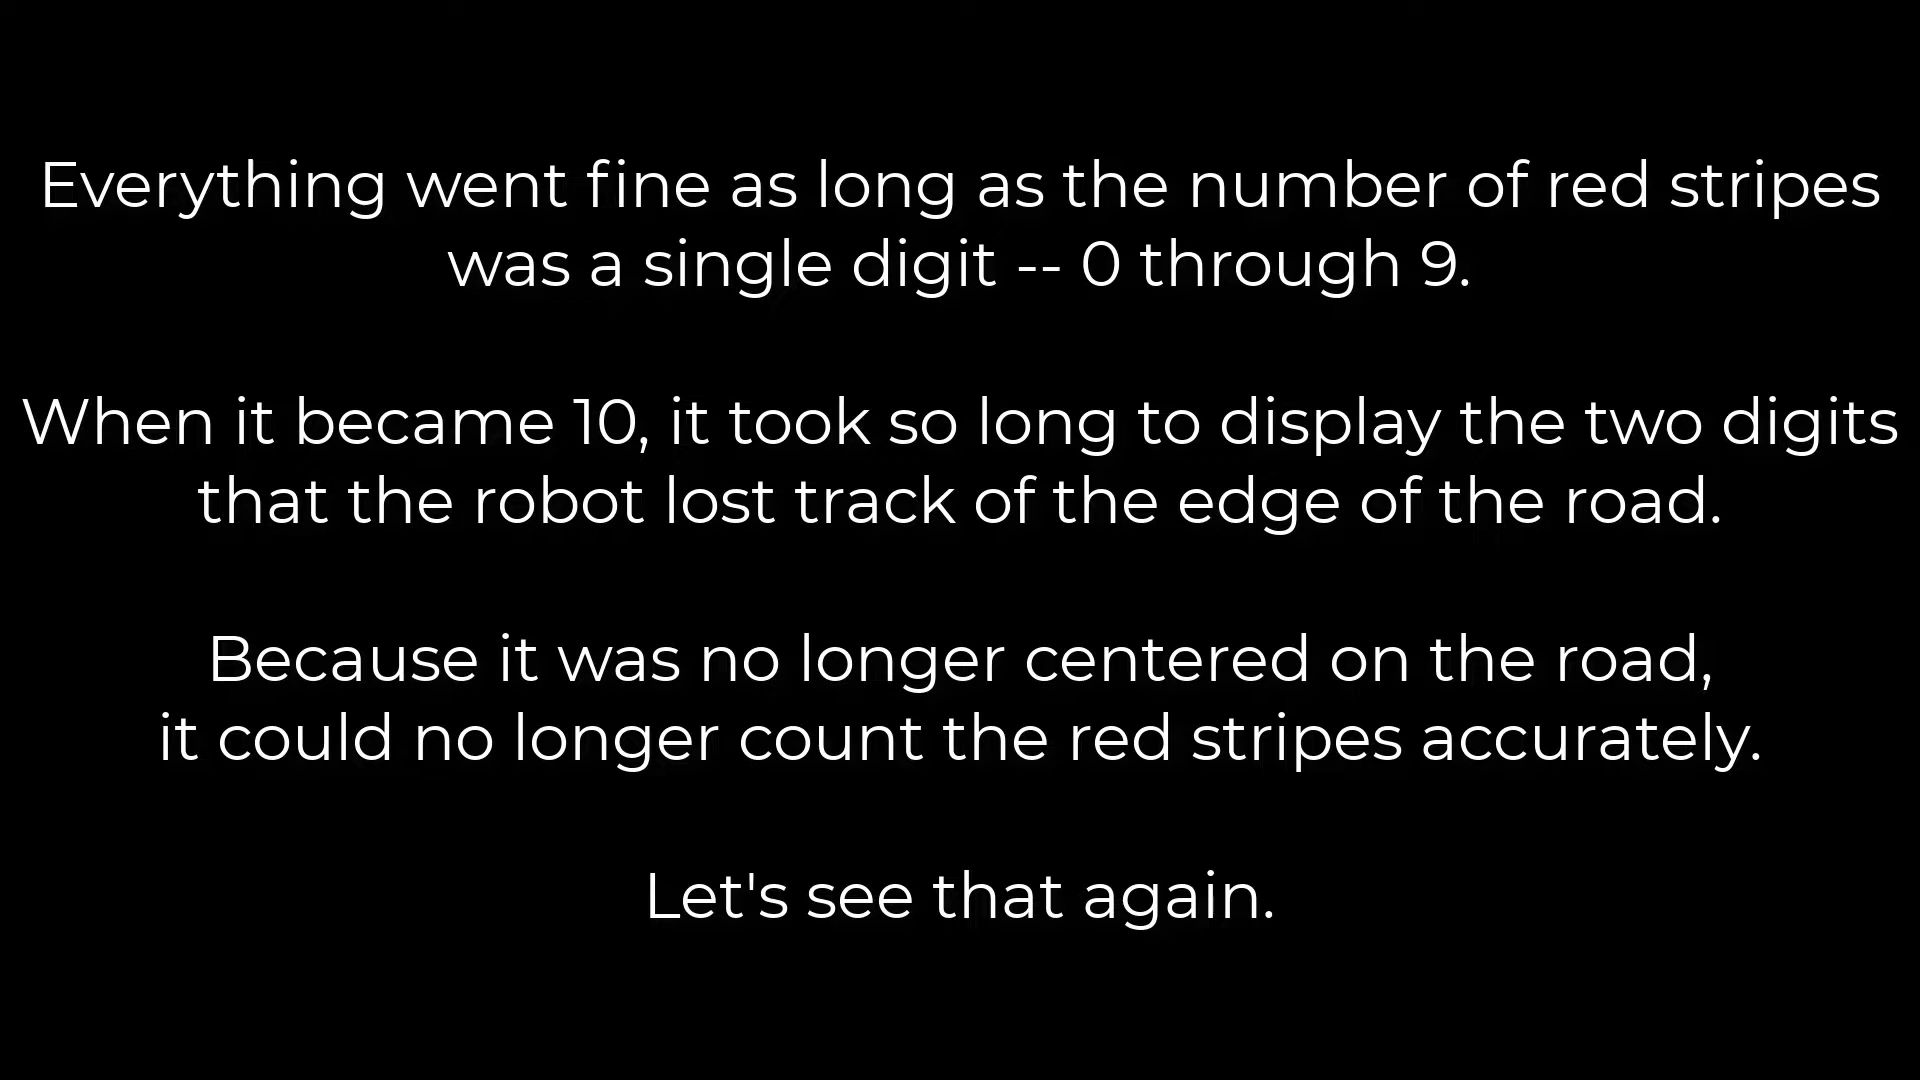 Everything went fine as long as the number of red stripes
was a single digit -- 0 through 9.
When it became 10, it took so long to display the two digits
that the robot lost track of the edge of the road.
Because it was no longer centered on the road,
it could no longer count the red stripes accurately.
Let's see that again.